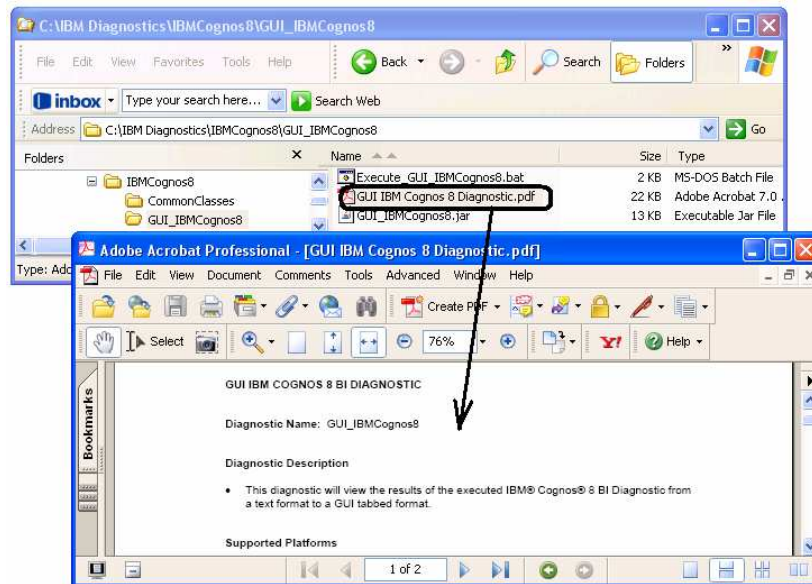 C:\IBM Diagnostics\IBMCognos8\GUI_IBMCognos8
File Edit View Favorites Tools Help Back Search Folders »
inbox Type your search here... Search Web
Address C:\IBM Diagnostics\IBMCognos8\GUI_IBMCognos8 Go
Folders x Name Size Type
IBMCognos8 Execute_GUI_IBMCognos8.bat 2 KB MS-DOS Batch File
CommonClasses GUI IBM Cognos 8 Diagnostic.pdf 22 KB Adobe Acrobat 7.0
GUI_IBMCognos8 GUI_IBMCognos8.jar 13 KB Executable Jar File
Type: Ado
Adobe Acrobat Professional - [GUI IBM Cognos 8 Diagnostic.pdf]
File Edit View Document Comments Tools Advanced Window Help
Create PDF
Select 76% Y! Help
Bookmarks
GUI IBM COGNOS 8 BI DIAGNOSTIC
Diagnostic Name: GUI_IBMCognos8
Diagnostic Description
• This diagnostic will view the results of the executed IBM® Cognos® 8 BI Diagnostic from
a text format to a GUI tabbed format.
Supported Platforms
1 of 2